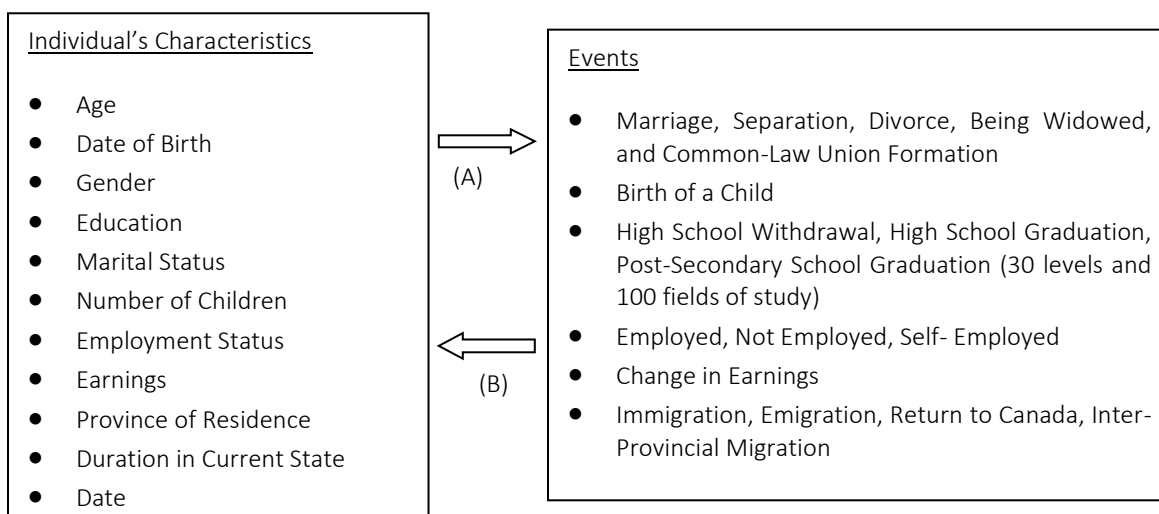 Individual’s Characteristics
● Age
● Date of Birth
● Gender
● Education
● Marital Status
● Number of Children
● Employment Status
● Earnings
● Province of Residence
● Duration in Current State
● Date
(A)
(B)
Events
● Marriage, Separation, Divorce, Being Widowed,
and Common-Law Union Formation
● Birth of a Child
● High School Withdrawal, High School Graduation,
Post-Secondary School Graduation (30 levels and
100 fields of study)
● Employed, Not Employed, Self- Employed
● Change in Earnings
● Immigration, Emigration, Return to Canada, Inter-
Provincial Migration